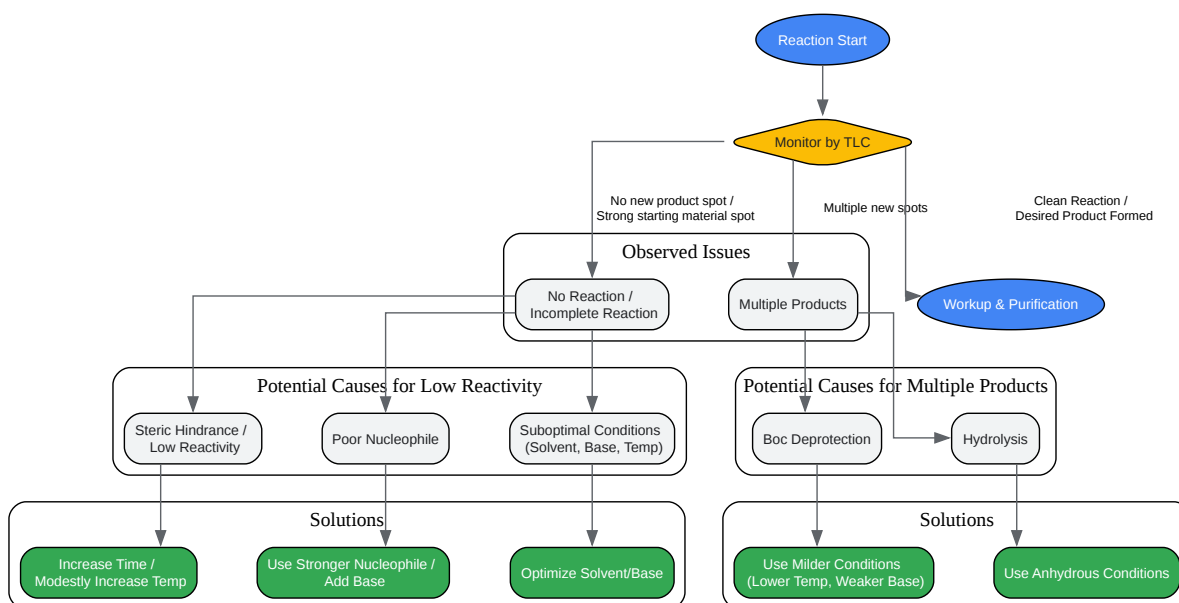 Reaction Start
Monitor by TLC
No new product spot /
Strong starting material spot
Multiple new spots
Clean Reaction /
Desired Product Formed
Observed Issues
No Reaction /
Incomplete Reaction
Multiple Products
Workup & Purification
Potential Causes for Low Reactivity
Potential Causes for Multiple Products
Steric Hindrance /
Low Reactivity
Poor Nucleophile
Suboptimal Conditions
(Solvent, Base, Temp)
Boc Deprotection
Hydrolysis
Solutions
Solutions
Increase Time /
Modestly Increase Temp
Use Stronger Nucleophile /
Add Base
Optimize Solvent/Base
Use Milder Conditions
(Lower Temp, Weaker Base)
Use Anhydrous Conditions